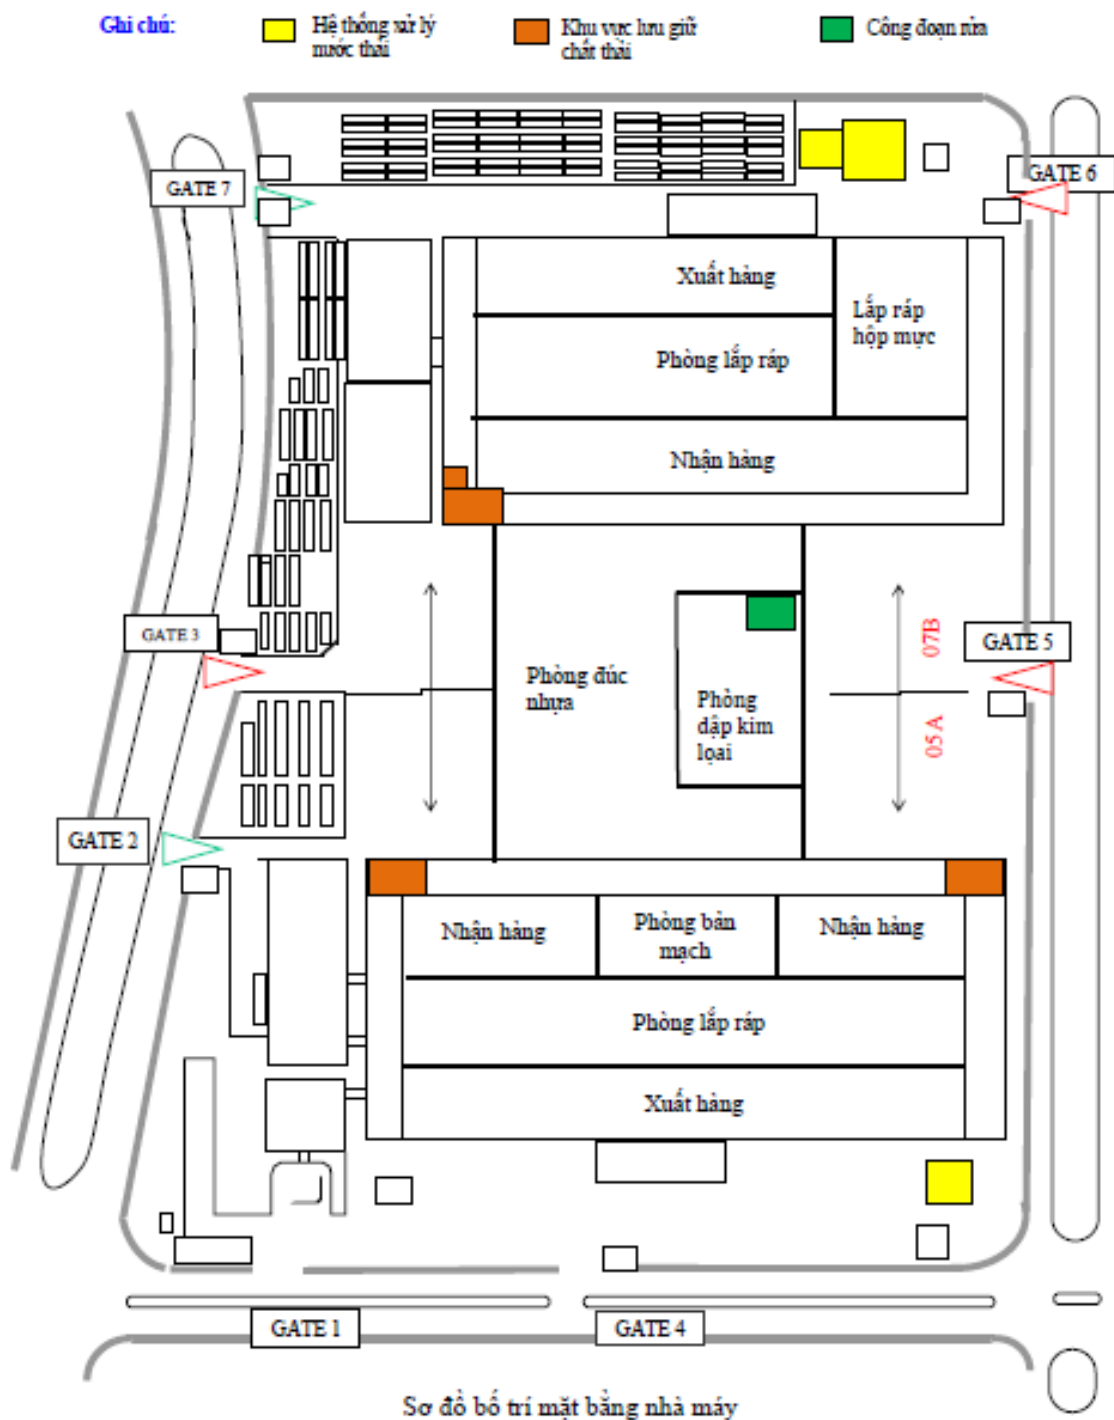 Ghi chú:
Hệ thống xử lý
nước thải
Khu vực lưu giữ
chất thải
Công đoạn rửa
GATE 7
GATE 6
Xuất hàng
Lắp ráp
hộp mực
Phòng lắp ráp
Nhận hàng
GATE 3
GATE 5
07B
Phòng đúc
nhựa
Phòng
dập kim
lọai
05 A
GATE 2
Nhận hàng
Phòng bản
mạch
Nhận hàng
Phòng lắp ráp
Xuất hàng
GATE 1
GATE 4
Sơ đồ bố trí mặt bằng nhà máy